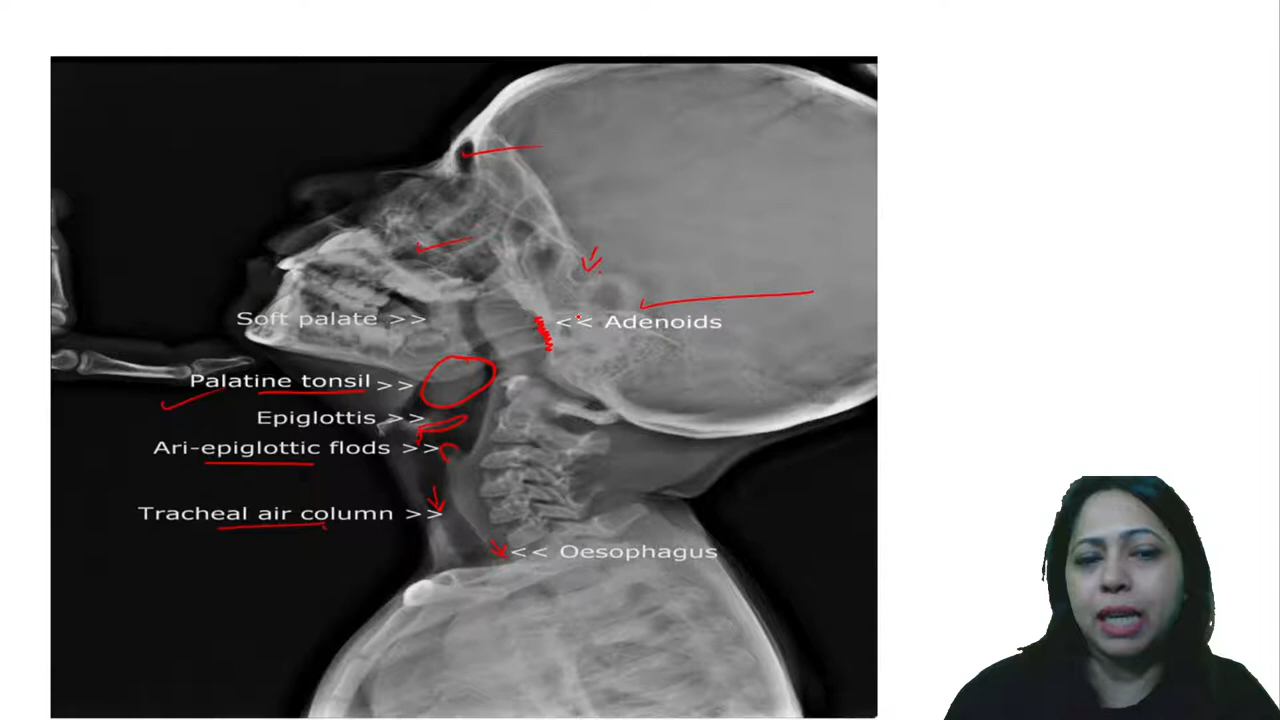 Soft palate >>
<< Adenoids
Palatine tonsil >>
Epiglottis >>
Ari-epiglottic flods >>
Tracheal air column >>
<< Oesophagus